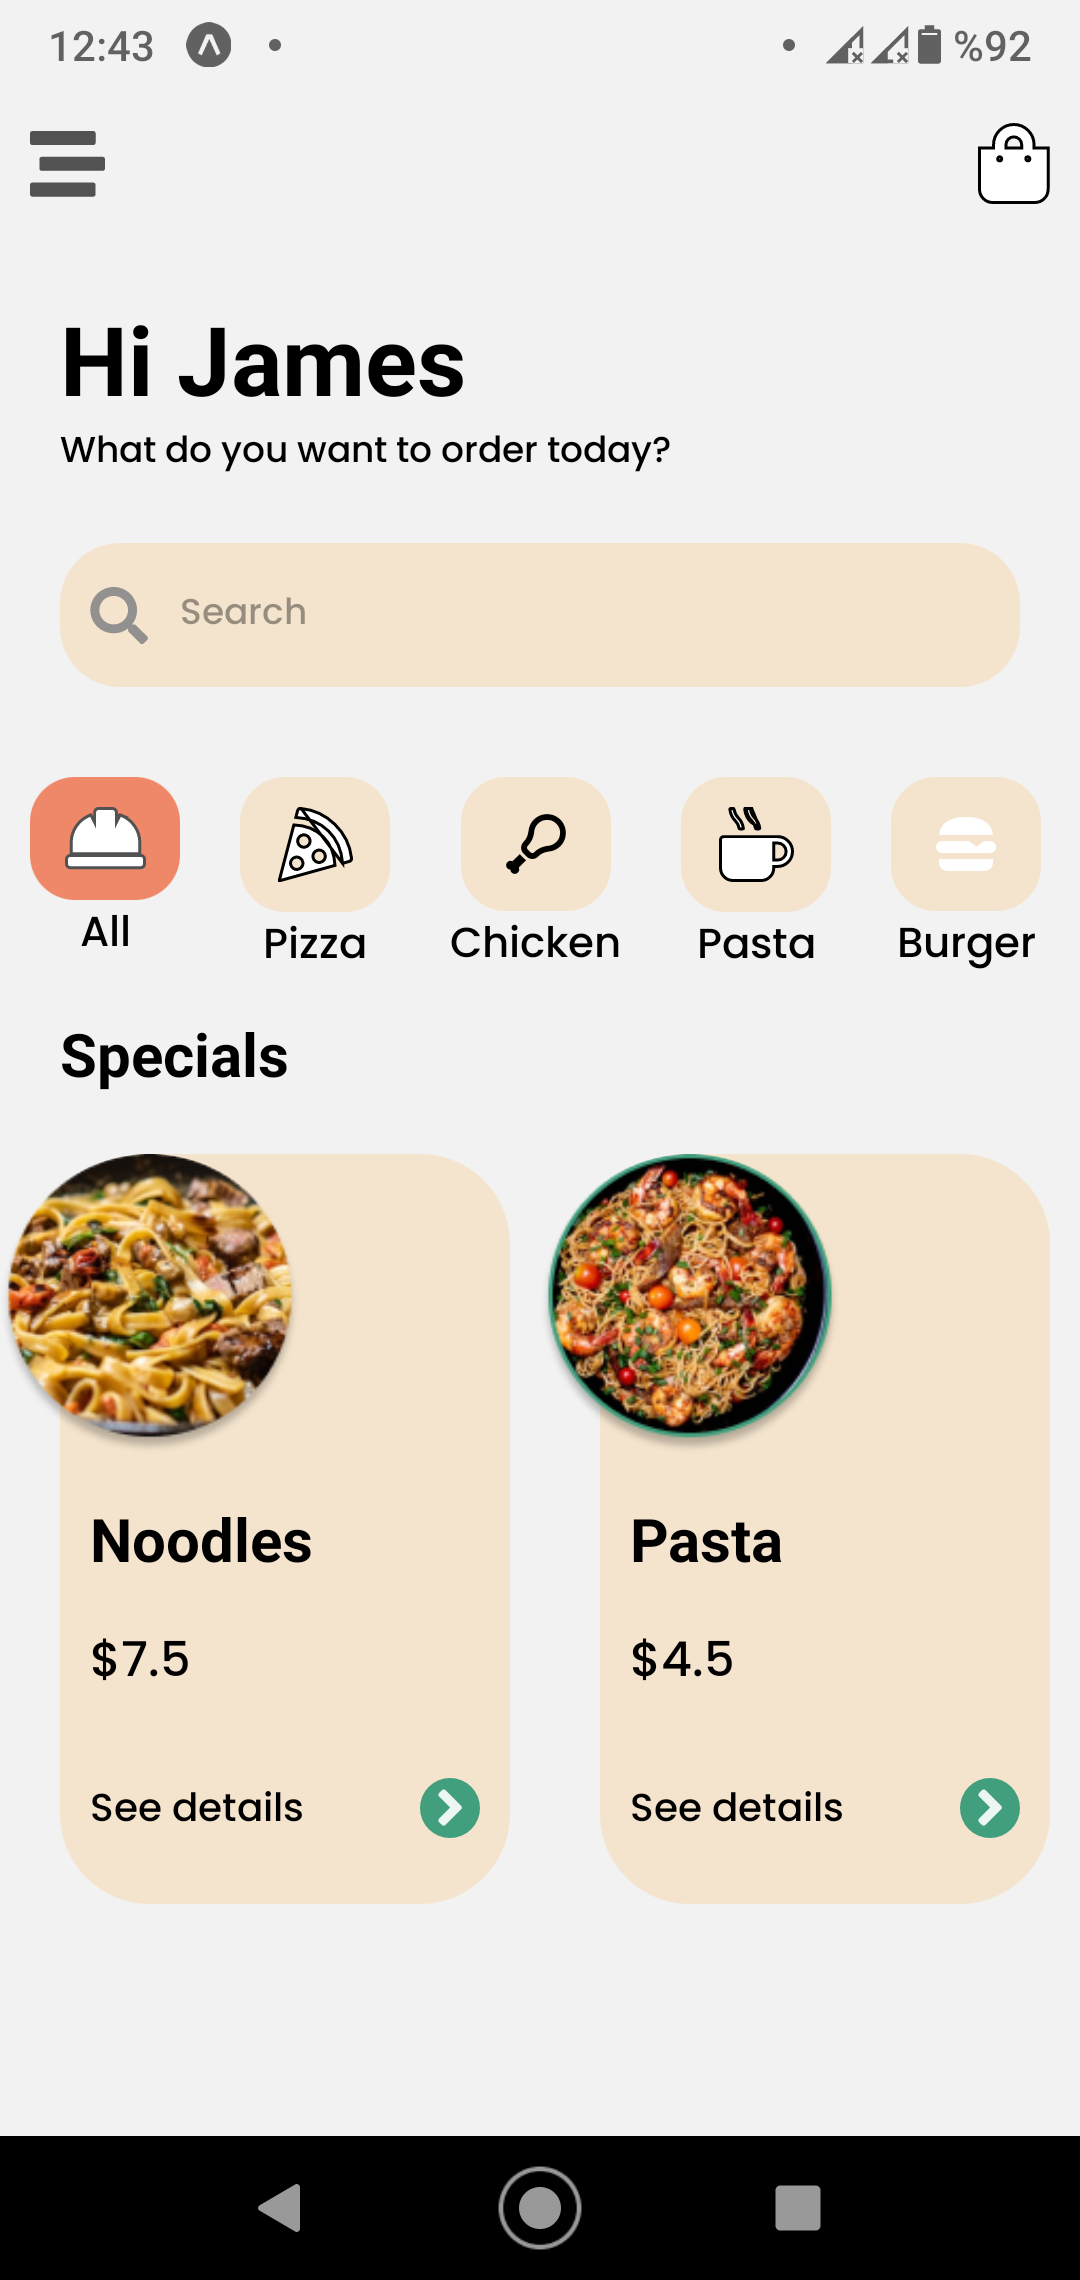 12:43 %92
Hi James
What do you want to order today?
Search
All Pizza Chicken Pasta Burger
Specials
Noodles Pasta
$7.5 $4.5
See details See details